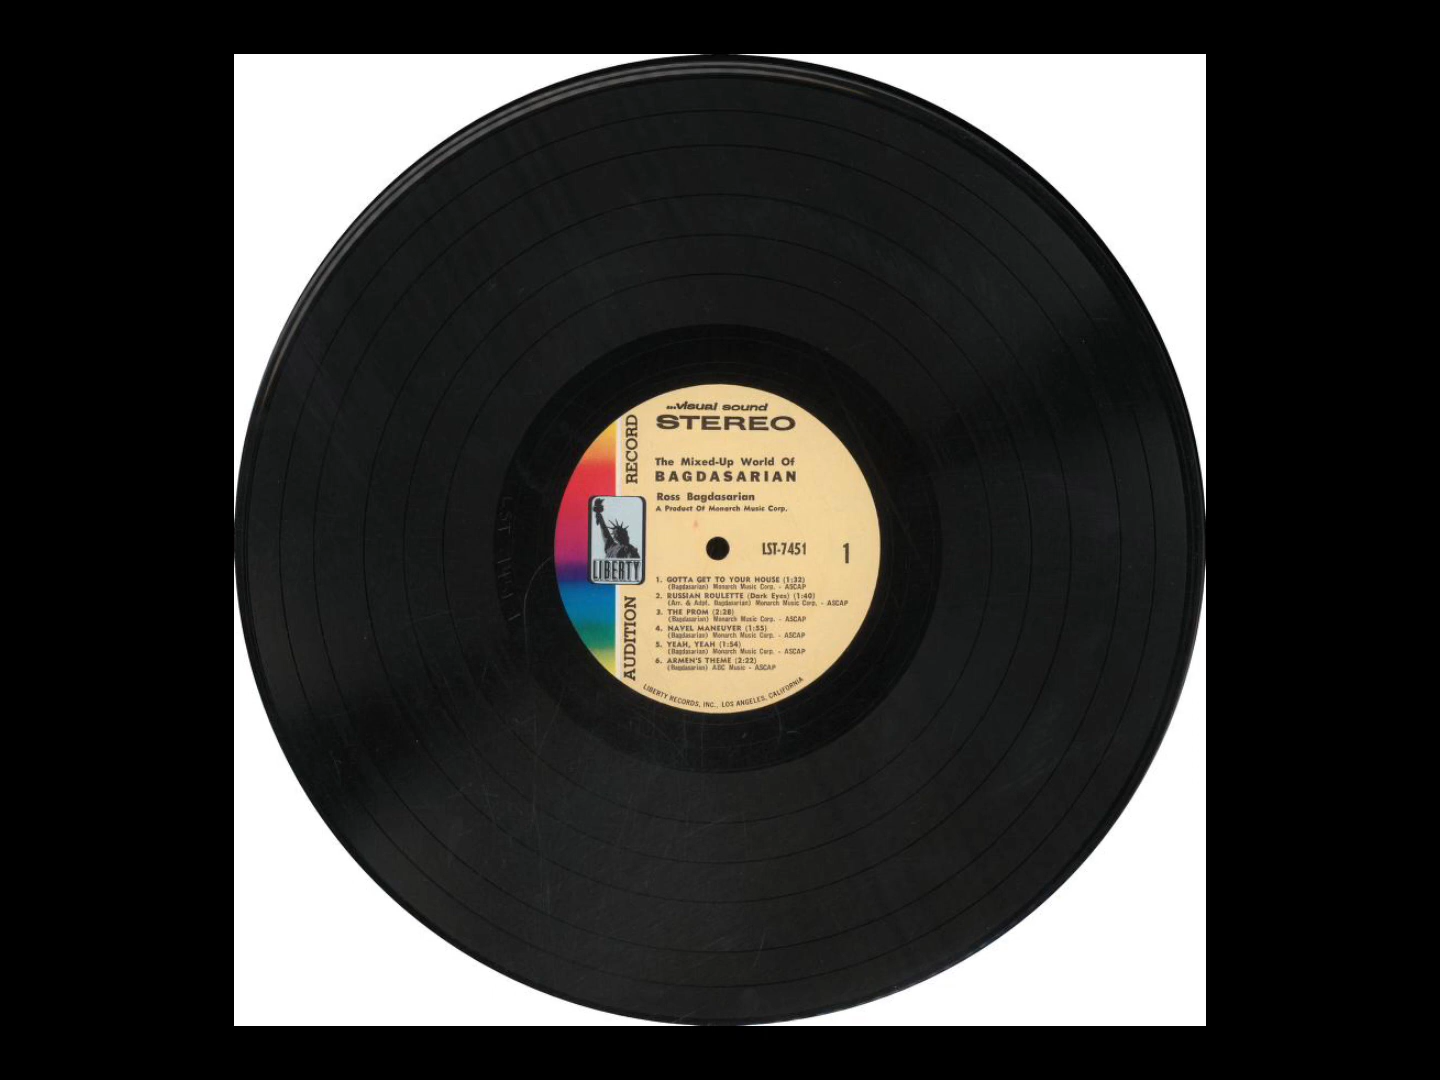 ...visual sound
STEREO
AUDITION RECORD
The Mixed-Up World Of
BAGDASARIAN
Ross Bagdasarian
A Product Of Monarch Music Corp.
LST-7451
1
LIBERTY
1. GOTTA GET TO YOUR HOUSE (1:32)
(Bagdasarian) Monarch Music Corp. - ASCAP
2. RUSSIAN ROULETTE (Dark Eyes) (1:40)
(Arr. & Adpt. Bagdasarian) Monarch Music Corp. - ASCAP
3. THE PROM (2:28)
(Bagdasarian) Monarch Music Corp. - ASCAP
4. NAVEL MANEUVER (1:55)
(Bagdasarian) Monarch Music Corp. - ASCAP
5. YEAH, YEAH (1:54)
(Bagdasarian) Monarch Music Corp. - ASCAP
6. ARMEN'S THEME (2:22)
(Bagdasarian) ABC Music - ASCAP
LIBERTY RECORDS, INC., LOS ANGELES, CALIFORNIA